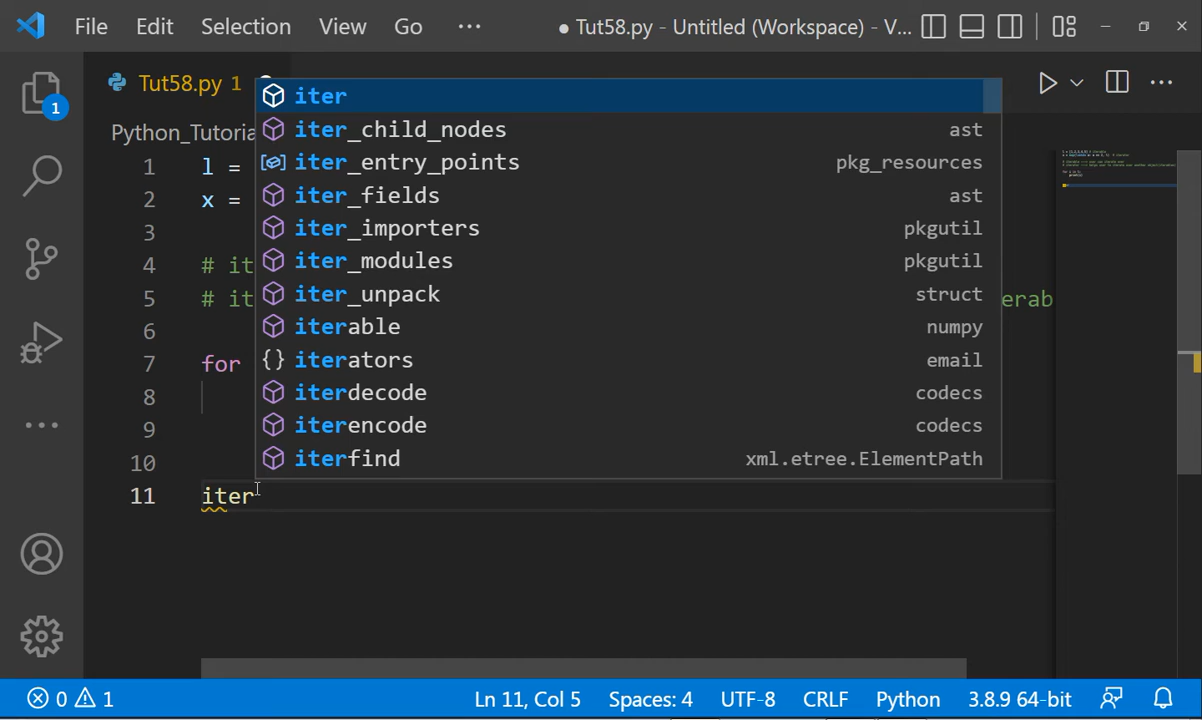 File Edit Selection View Go ··· ● Tut58.py - Untitled (Workspace) - V...
Tut58.py 1
Python_Tutoria
1 l =
2 x =
3
4 # it
5 # it erab
6
7 for
8
9
10
11 iter
iter
iter_child_nodes ast
iter_entry_points pkg_resources
iter_fields ast
iter_importers pkgutil
iter_modules pkgutil
iter_unpack struct
iterable numpy
iterators email
iterdecode codecs
iterencode codecs
iterfind xml.etree.ElementPath
1
0 1 Ln 11, Col 5 Spaces: 4 UTF-8 CRLF Python 3.8.9 64-bit